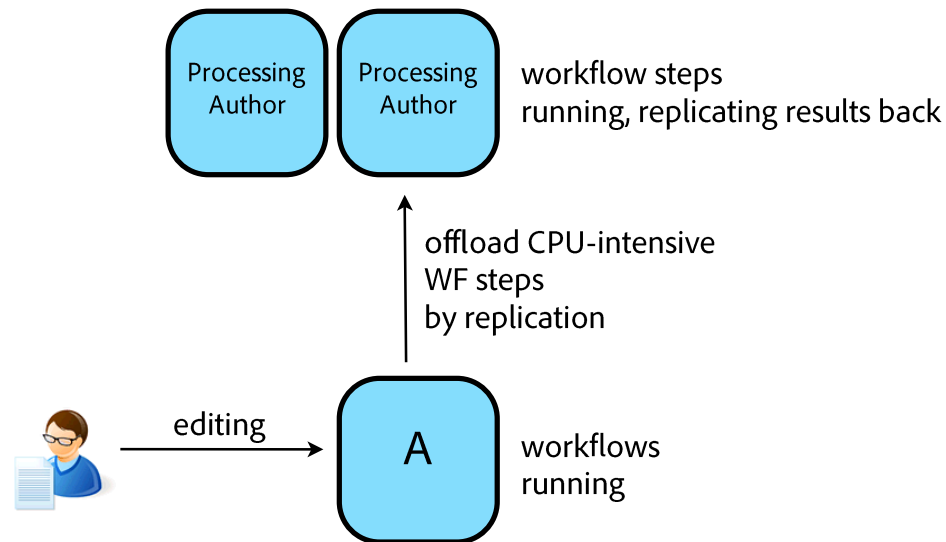 Processing
Author
Processing
Author
workflow steps
running, replicating results back
offload CPU-intensive
WF steps
by replication
editing
A
workflows
running